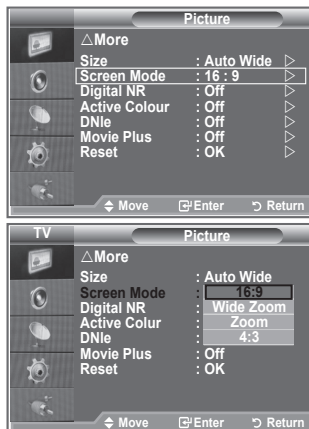 Picture
△More
Size : Auto Wide ▷
Screen Mode : 16 : 9 ▷
Digital NR : Off ▷
Active Colour : Off ▷
DNIe : Off ▷
Movie Plus : Off ▷
Reset : OK ▷
Move Enter Return
TV Picture
△More
Size : Auto Wide
Screen Mode : 16:9
Digital NR : Wide Zoom
Active Colur : Zoom
DNIe : 4:3
Movie Plus : Off
Reset : OK
Move Enter Return